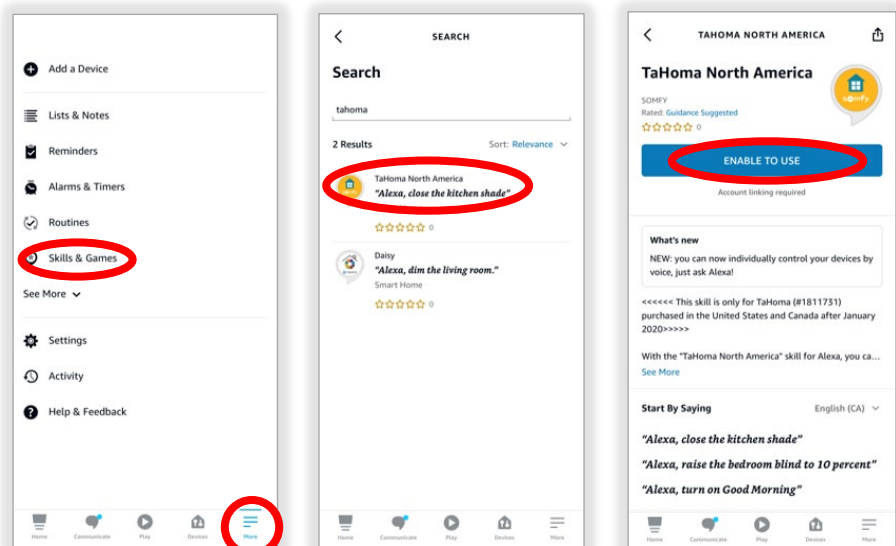 Add a Device
Lists & Notes
Reminders
Alarms & Timers
Routines
Skills & Games
See More
Settings
Activity
Help & Feedback
Home
Communicate
Play
Devices
More
SEARCH
Search
tahoma
2 Results
Sort: Relevance
TaHoma North America
"Alexa, close the kitchen shade"
0
Daisy
"Alexa, dim the living room."
Smart Home
0
Home
Communicate
Play
Devices
More
TAHOMA NORTH AMERICA
TaHoma North America
somfy
SOMFY
Rated: Guidance Suggested
0
ENABLE TO USE
Account linking required
What's new
NEW: you can now individually control your devices by
voice, just ask Alexa!
<<<<<< This skill is only for TaHoma (#1811731)
purchased in the United States and Canada after January
2020>>>>>
With the "TaHoma North America" skill for Alexa, you ca...
See More
Start By Saying
English (CA)
"Alexa, close the kitchen shade"
"Alexa, raise the bedroom blind to 10 percent"
"Alexa, turn on Good Morning"
Home
Communicate
Play
Devices
More